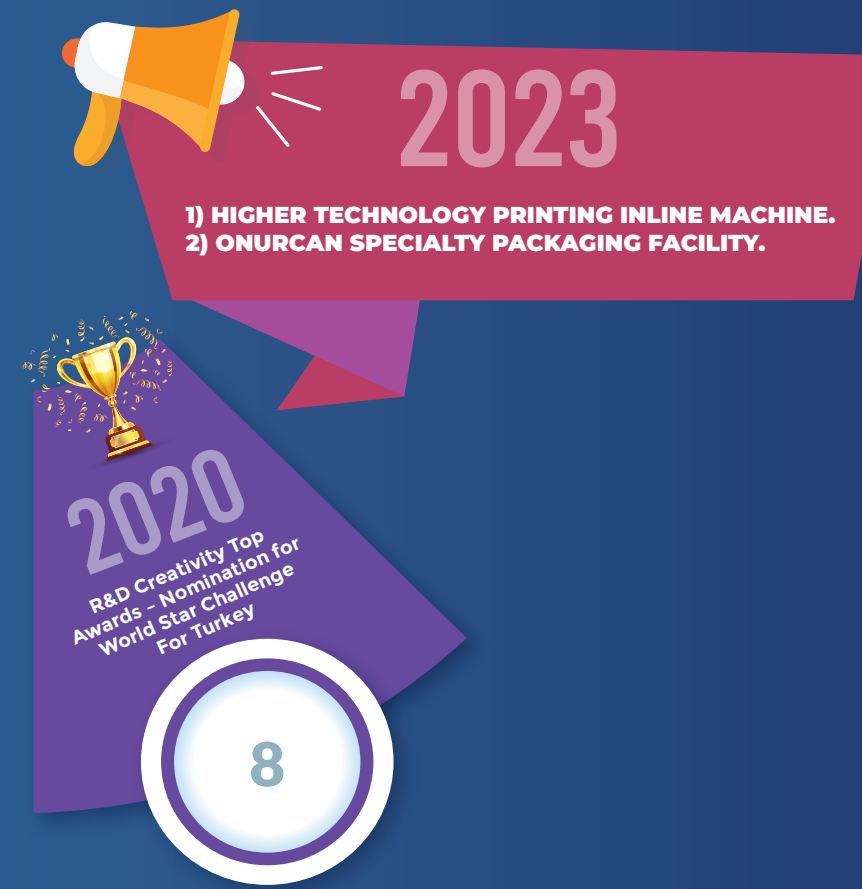 2023
1) HIGHER TECHNOLOGY PRINTING INLINE MACHINE.
2) ONURCAN SPECIALTY PACKAGING FACILITY.
2020
R&D Creativity Top
Awards - Nomination for
World Star Challenge
For Turkey
8